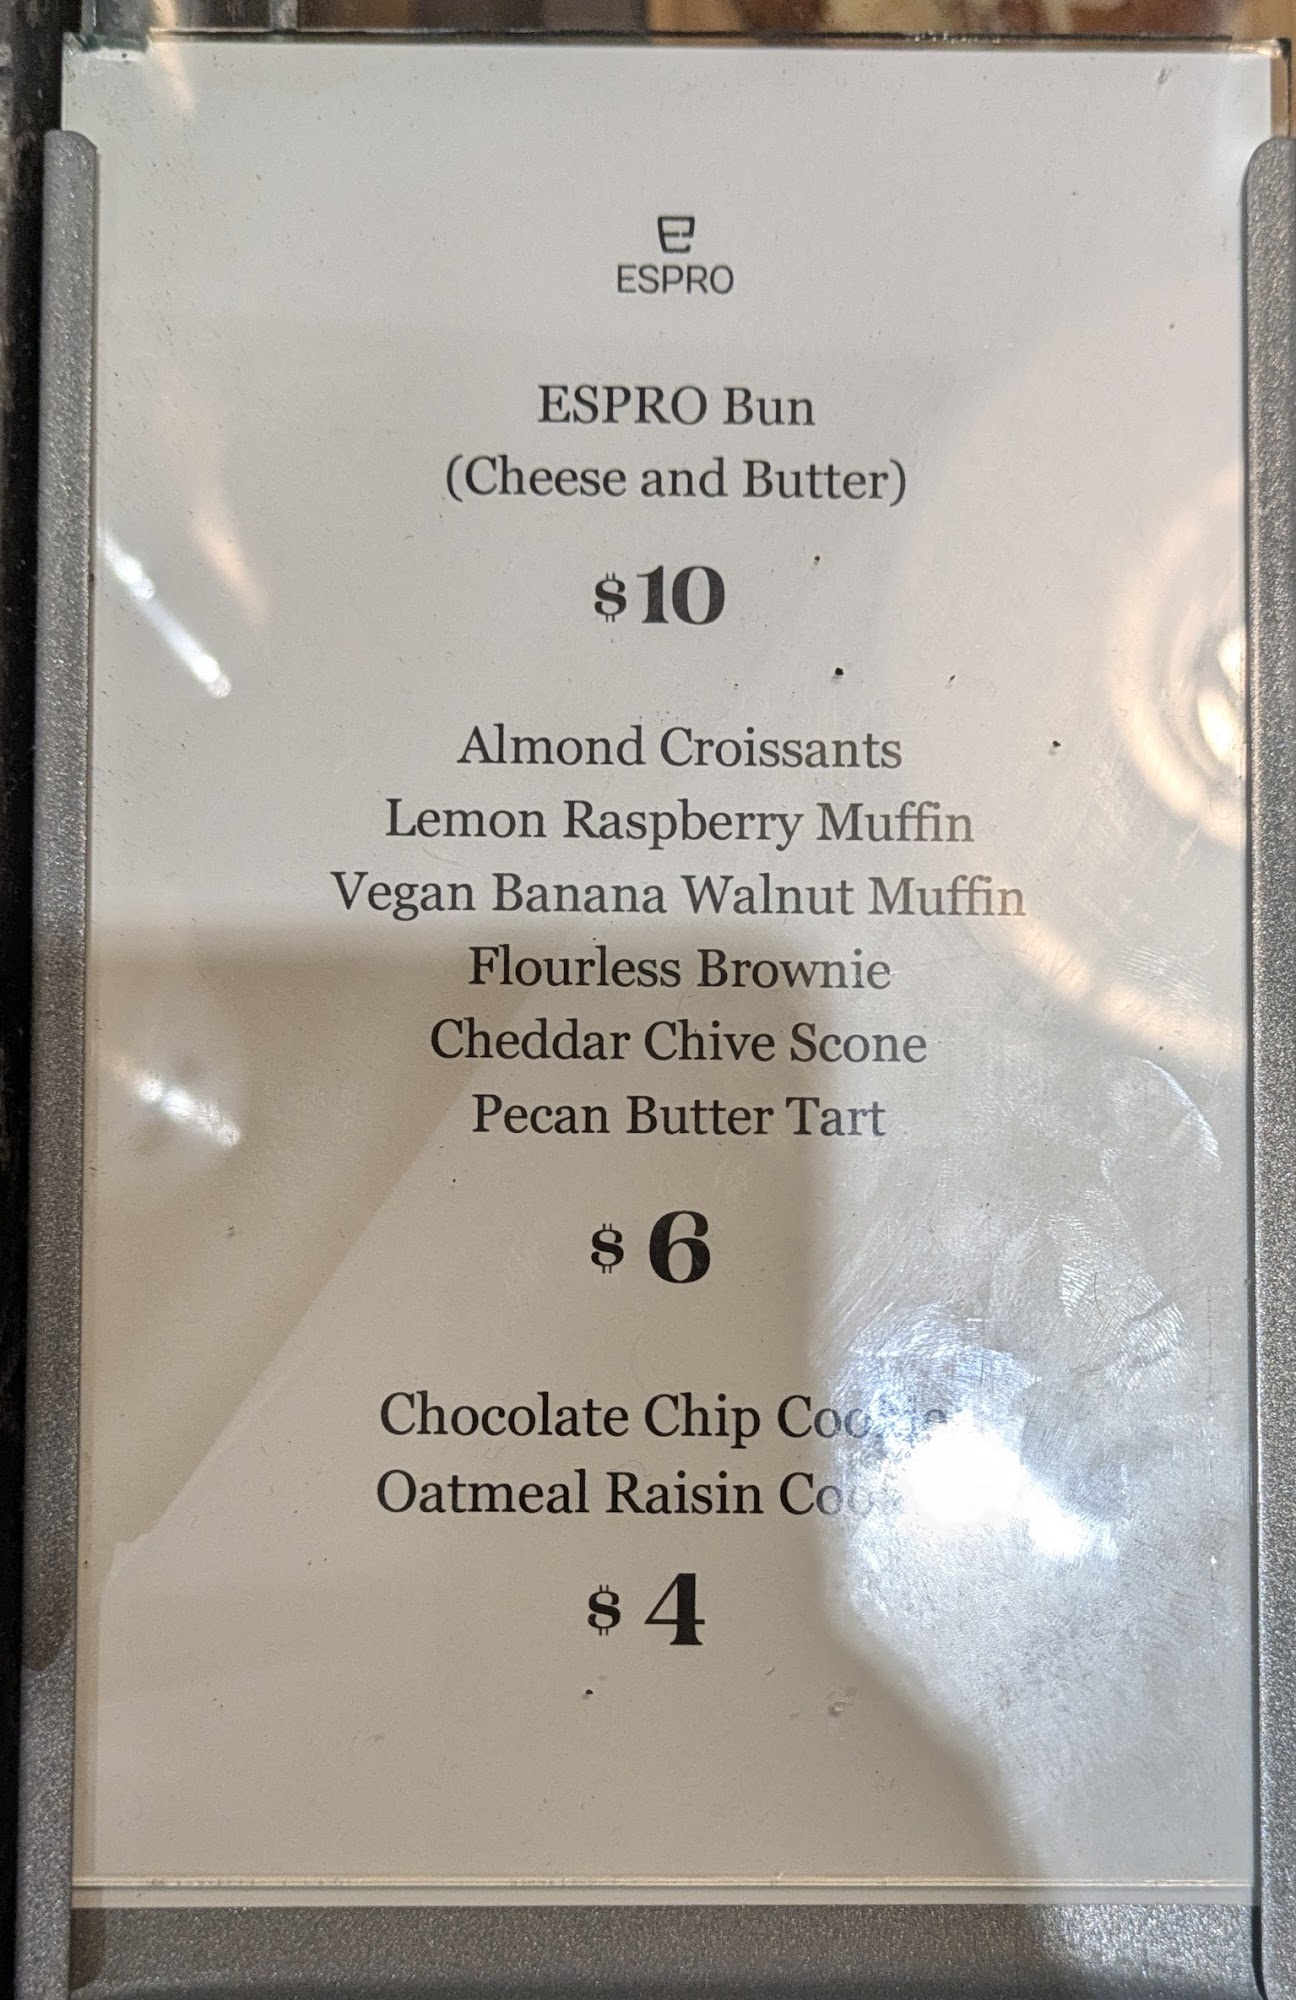 ESPRO
ESPRO Bun
(Cheese and Butter)
$10
Almond Croissants
Lemon Raspberry Muffin
Vegan Banana Walnut Muffin
Flourless Brownie
Cheddar Chive Scone
Pecan Butter Tart
$ 6
Chocolate Chip
Oatmeal Raisin
$ 4